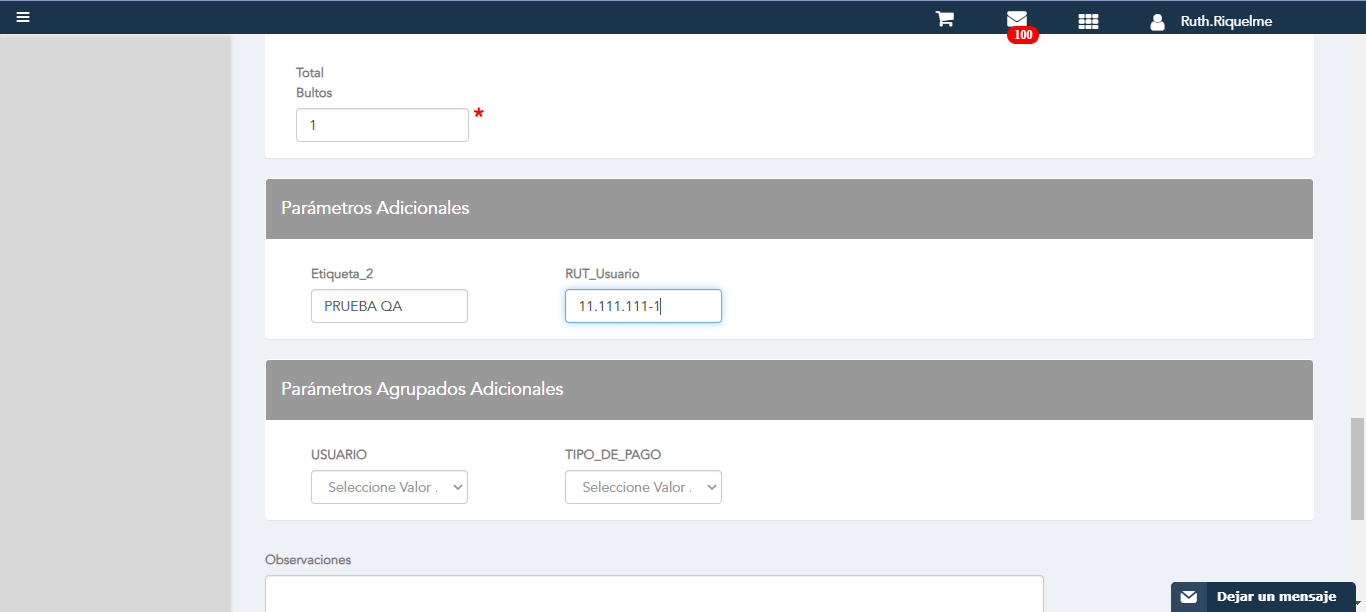 Ruth.Riquelme
100
Total
Bultos
1
*
Parámetros Adicionales
Etiqueta_2
RUT_Usuario
PRUEBA QA
11.111.111-1
Parámetros Agrupados Adicionales
USUARIO
TIPO_DE_PAGO
Seleccione Valor .
Seleccione Valor .
Observaciones
Dejar un mensaje